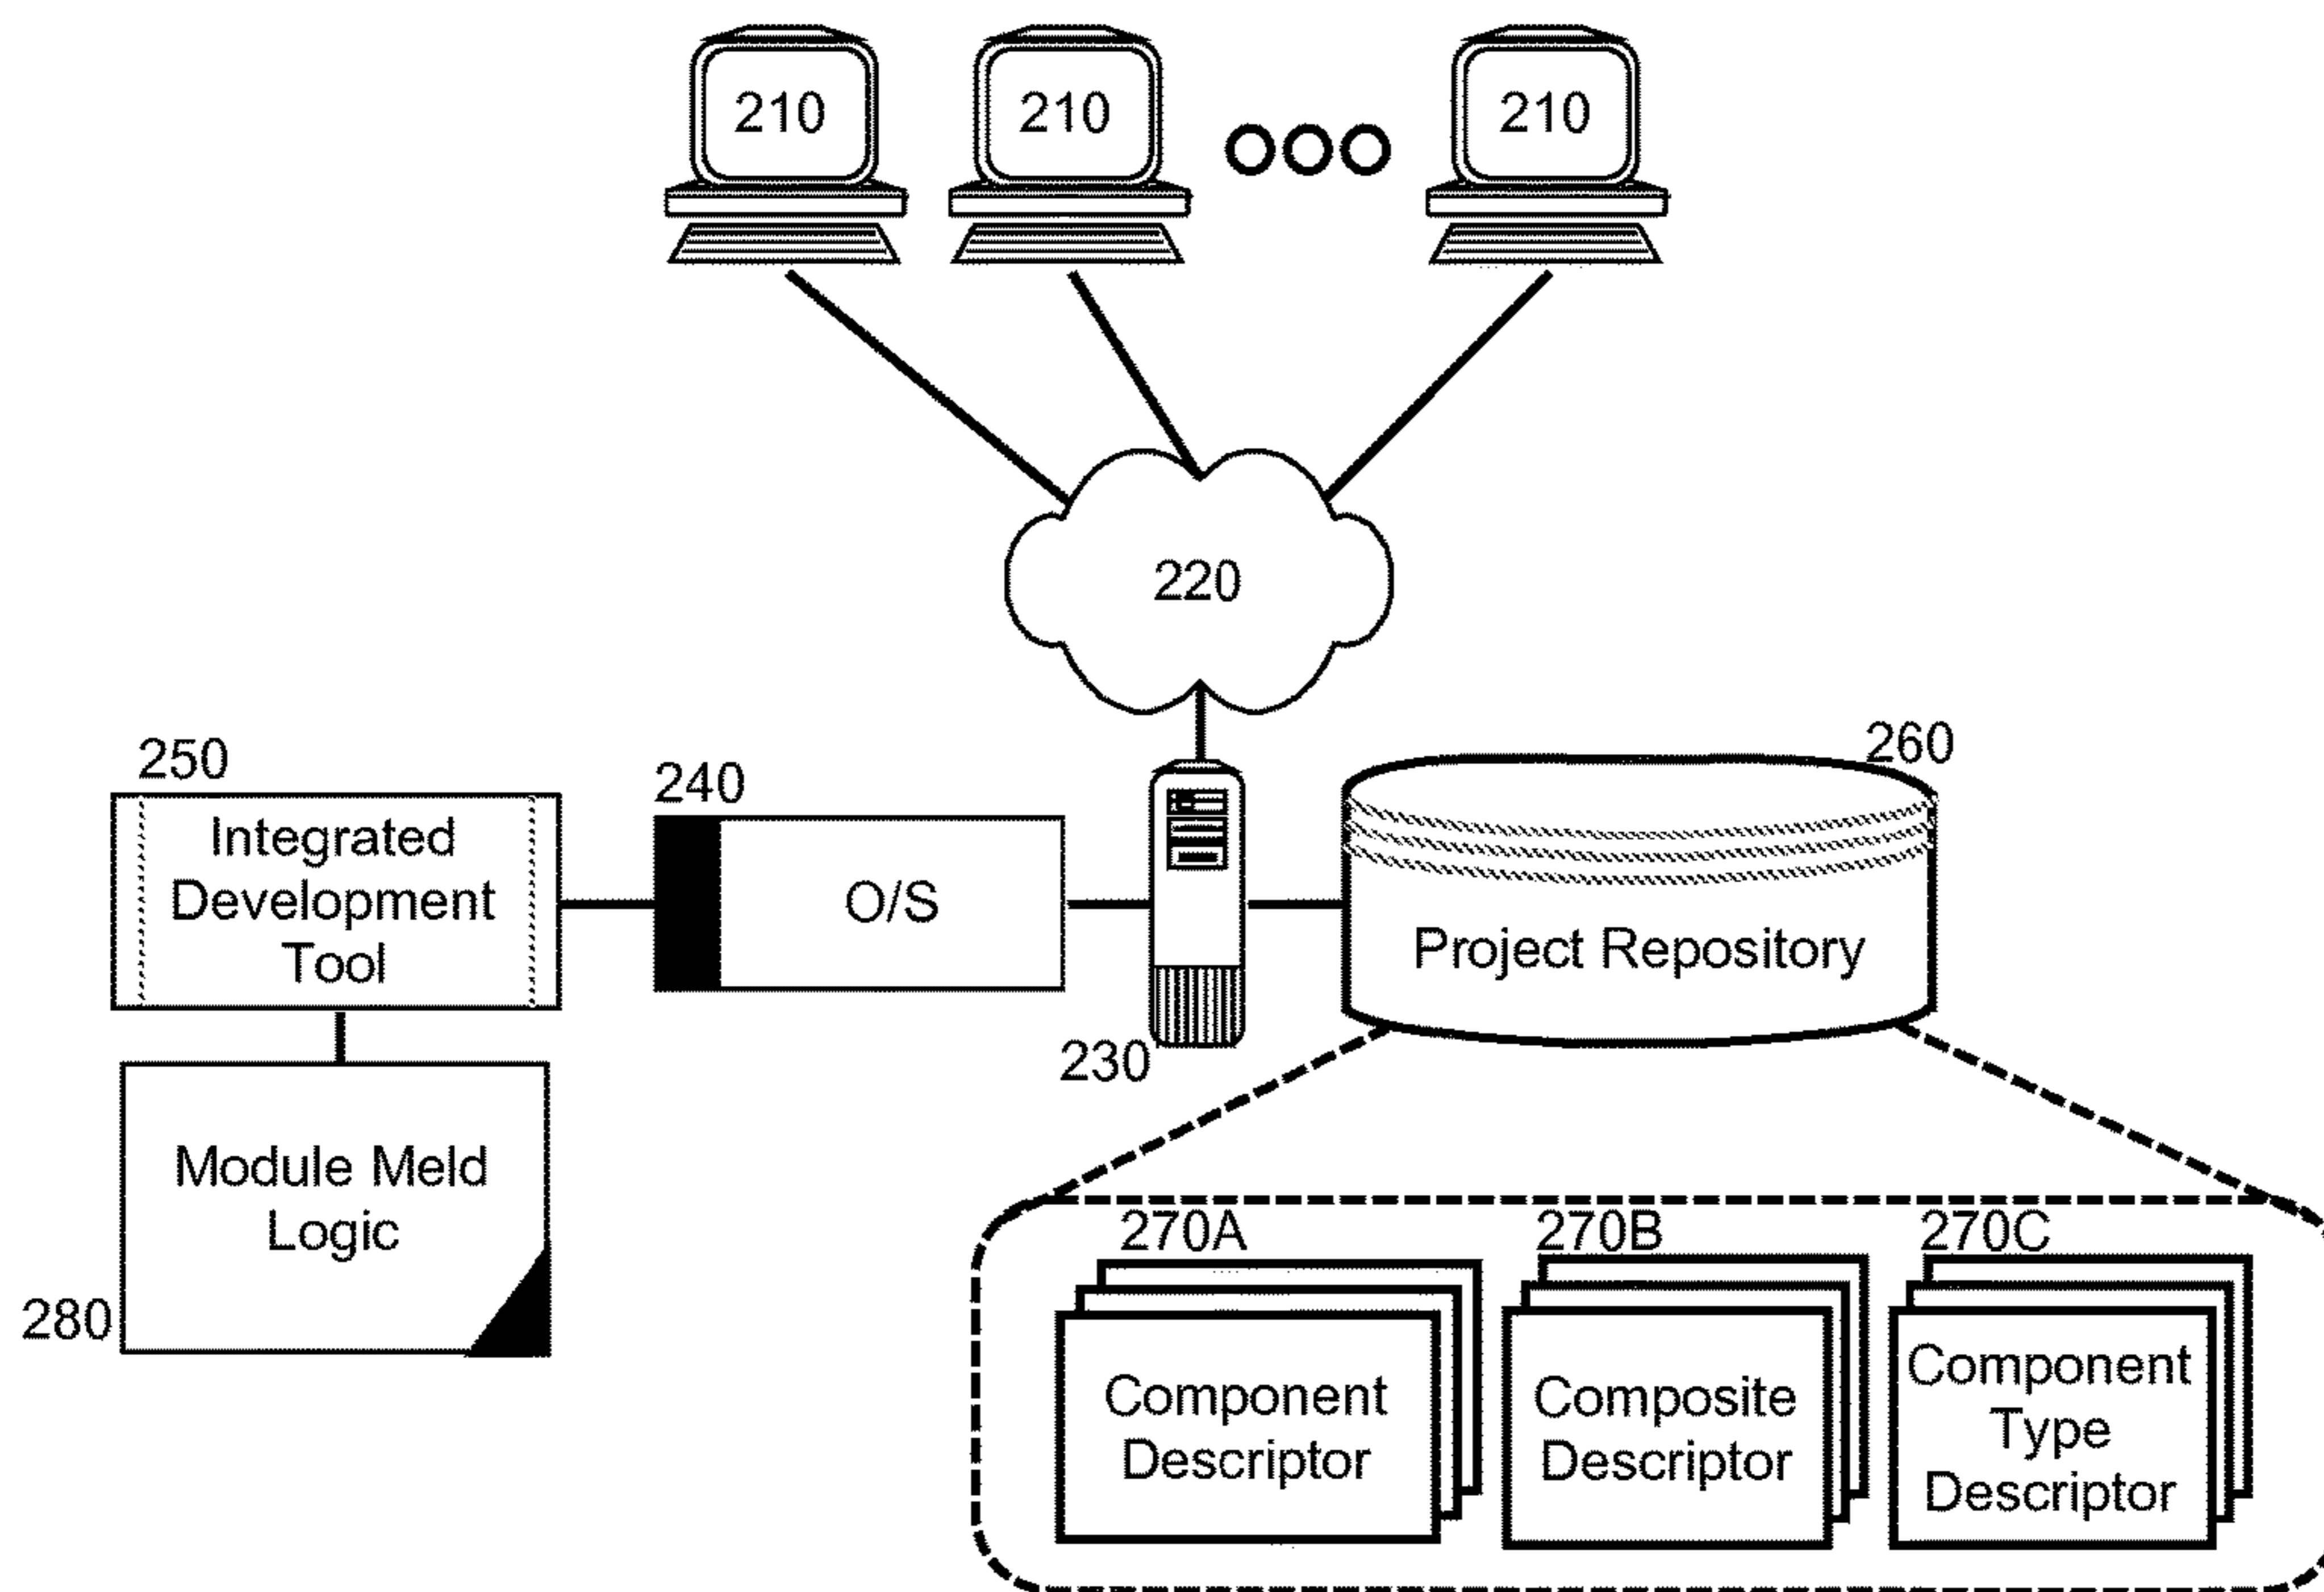 210
210
210
220
250
Integrated
Development
Tool
240
O/S
230
260
Project Repository
Module Meld
Logic
280
270A
Component
Descriptor
270B
Composite
Descriptor
270C
Component
Type
Descriptor